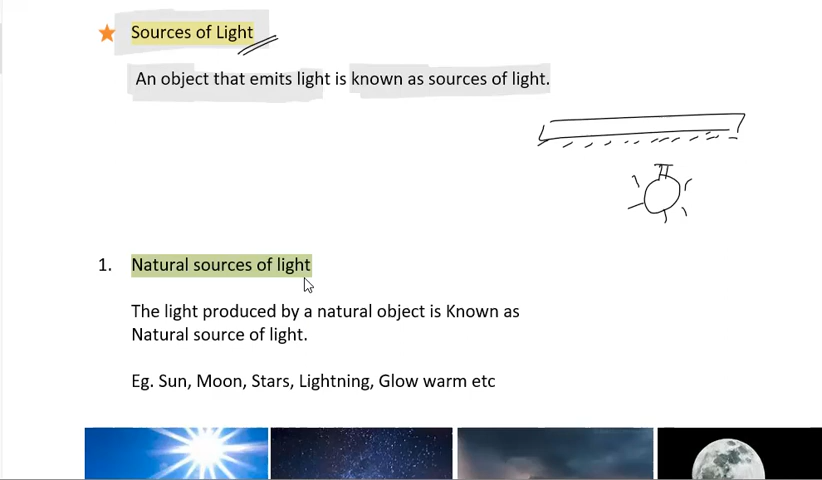 Sources of Light
An object that emits light is known as sources of light.
1. Natural sources of light
The light produced by a natural object is Known as
Natural source of light.
Eg. Sun, Moon, Stars, Lightning, Glow warm etc